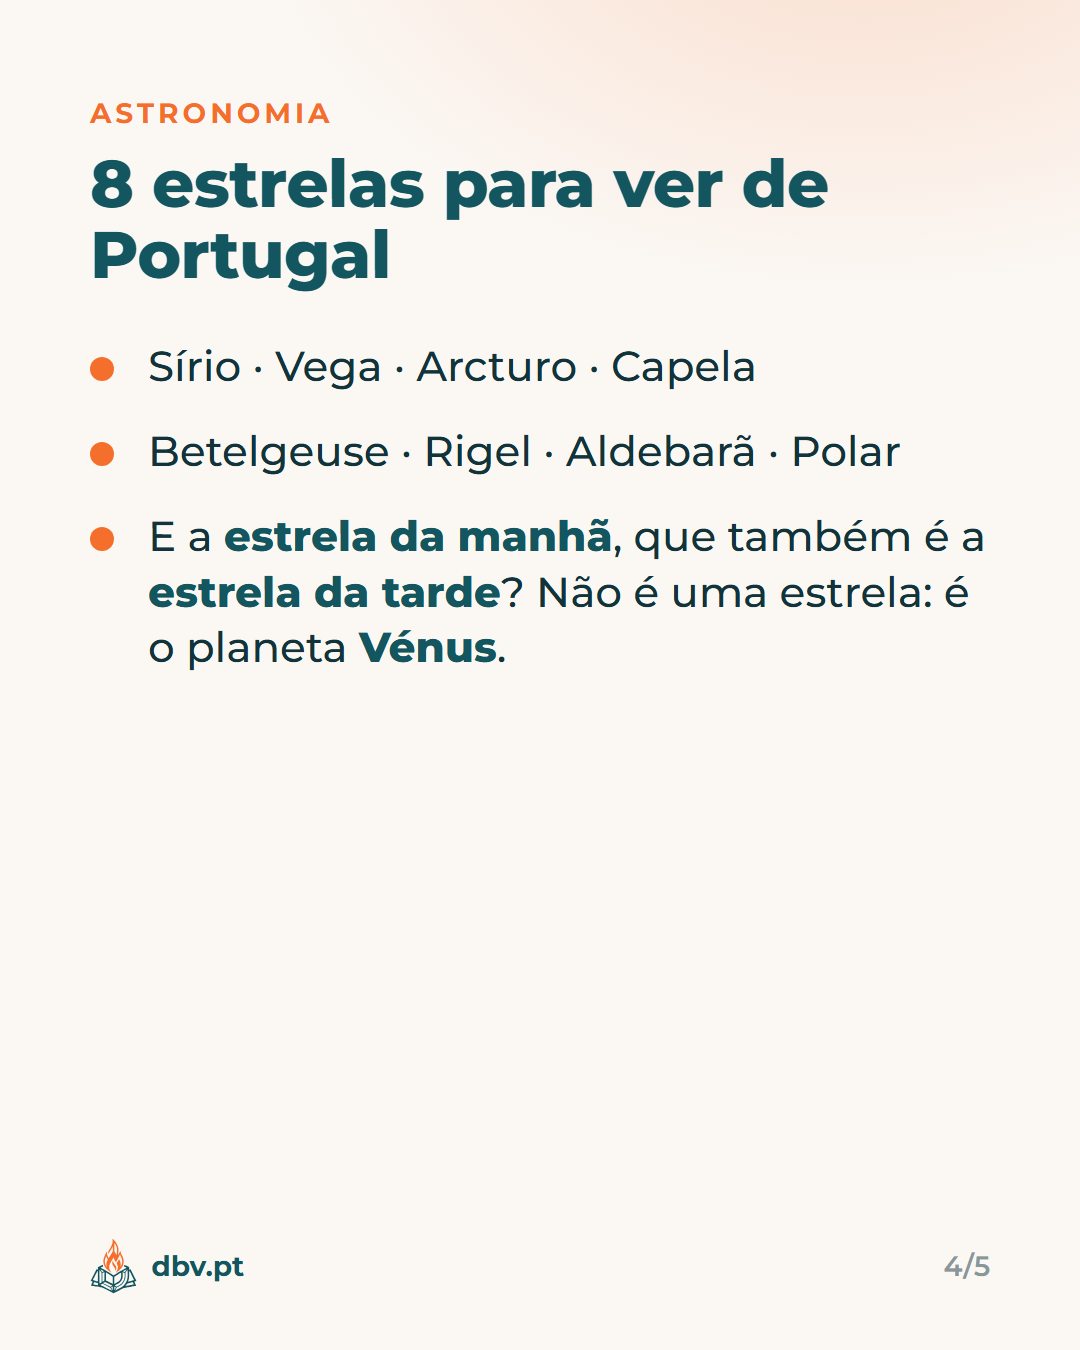 ASTRONOMIA
8 estrelas para ver de
Portugal
Sírio · Vega · Arcturo · Capela
Betelgeuse · Rigel · Aldebarã · Polar
E a estrela da manhã, que também é a
estrela da tarde? Não é uma estrela: é
o planeta Vénus.
dbv.pt
4/5